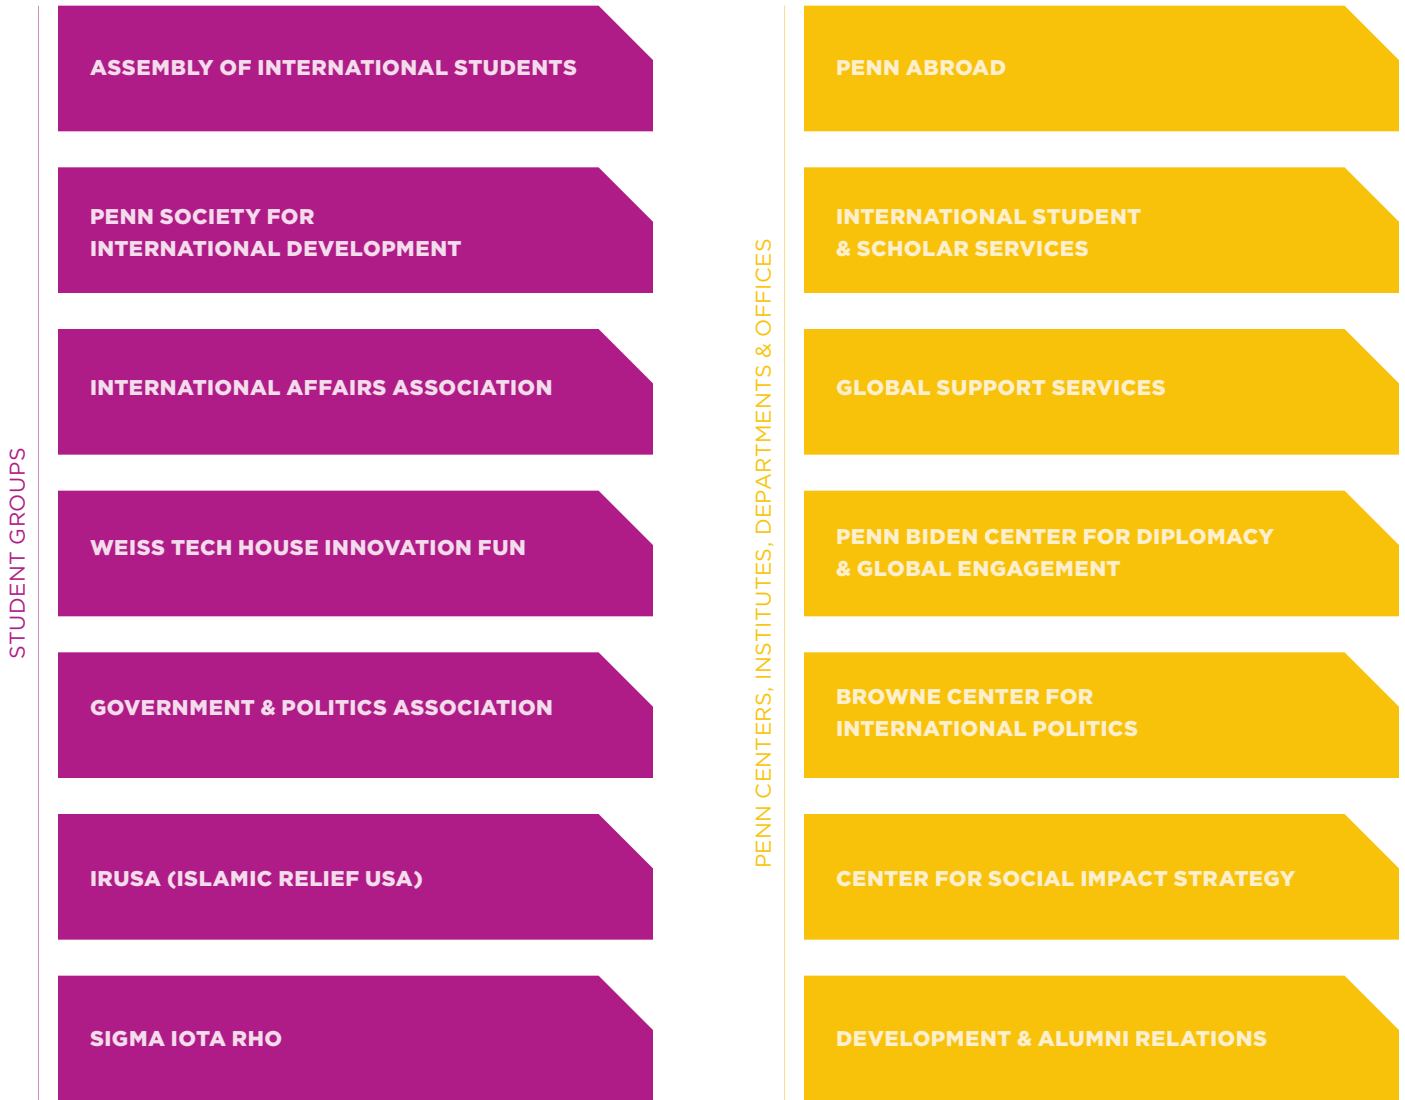 STUDENT GROUPS
ASSEMBLY OF INTERNATIONAL STUDENTS
PENN SOCIETY FOR
INTERNATIONAL DEVELOPMENT
INTERNATIONAL AFFAIRS ASSOCIATION
WEISS TECH HOUSE INNOVATION FUN
GOVERNMENT & POLITICS ASSOCIATION
IRUSA (ISLAMIC RELIEF USA)
SIGMA IOTA RHO
PENN CENTERS, INSTITUTES, DEPARTMENTS & OFFICES
PENN ABROAD
INTERNATIONAL STUDENT
& SCHOLAR SERVICES
GLOBAL SUPPORT SERVICES
PENN BIDEN CENTER FOR DIPLOMACY
& GLOBAL ENGAGEMENT
BROWNE CENTER FOR
INTERNATIONAL POLITICS
CENTER FOR SOCIAL IMPACT STRATEGY
DEVELOPMENT & ALUMNI RELATIONS